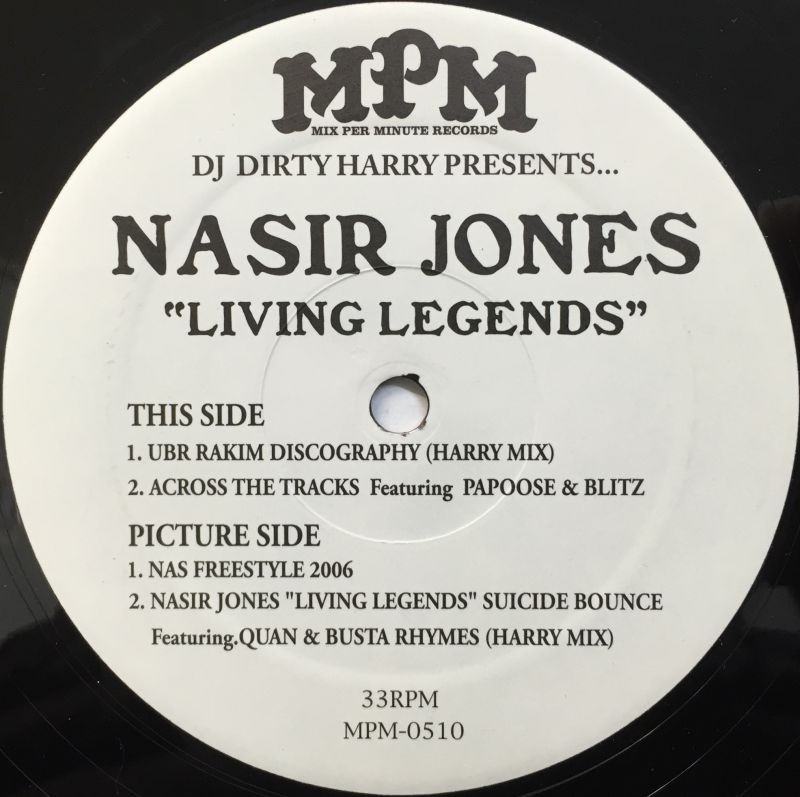 MPM
MIX PER MINUTE RECORDS
DJ DIRTY HARRY PRESENTS...
NASIR JONES
"LIVING LEGENDS"
THIS SIDE
1. UBR RAKIM DISCOGRAPHY (HARRY MIX)
2. ACROSS THE TRACKS Featuring PAPOOSE & BLITZ
PICTURE SIDE
1. NAS FREESTYLE 2006
2. NASIR JONES "LIVING LEGENDS" SUICIDE BOUNCE
Featuring.QUAN & BUSTA RHYMES (HARRY MIX)
33RPM
MPM-0510